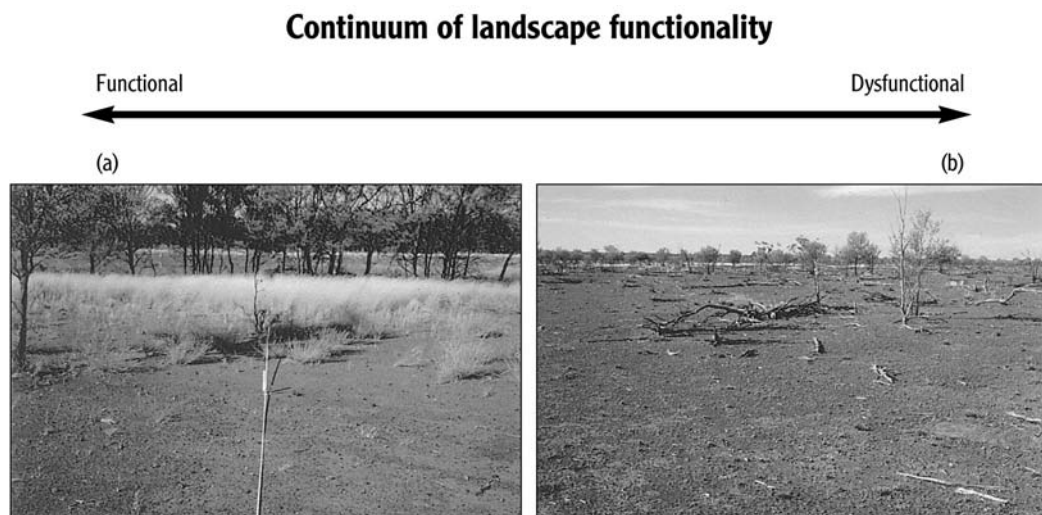 Continuum of landscape functionality
Functional
Dysfunctional
(a)
(b)